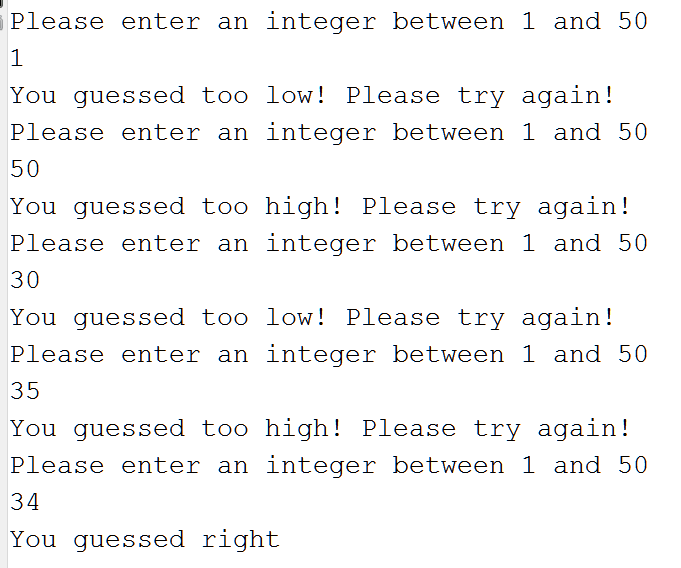 Please enter an integer between 1 and 50
1
You guessed too low! Please try again!
Please enter an integer between 1 and 50
50
You guessed too high! Please try again!
Please enter an integer between 1 and 50
30
You guessed too low! Please try again!
Please enter an integer between 1 and 50
35
You guessed too high! Please try again!
Please enter an integer between 1 and 50
34
You guessed right